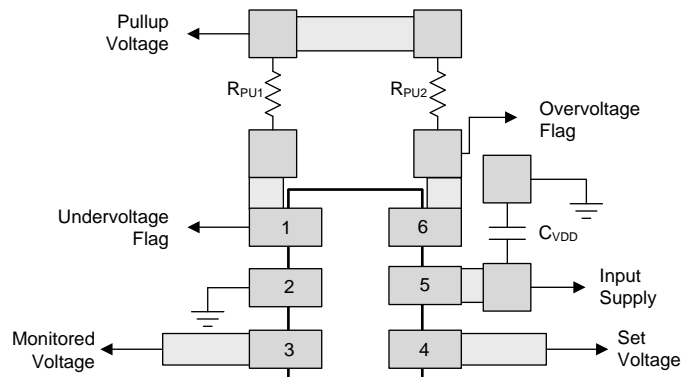 Pullup
Voltage
RPU1
RPU2
Overvoltage
Flag
Undervoltage
Flag
1
6
CVDD
2
5
Input
Supply
Monitored
Voltage
3
4
Set
Voltage